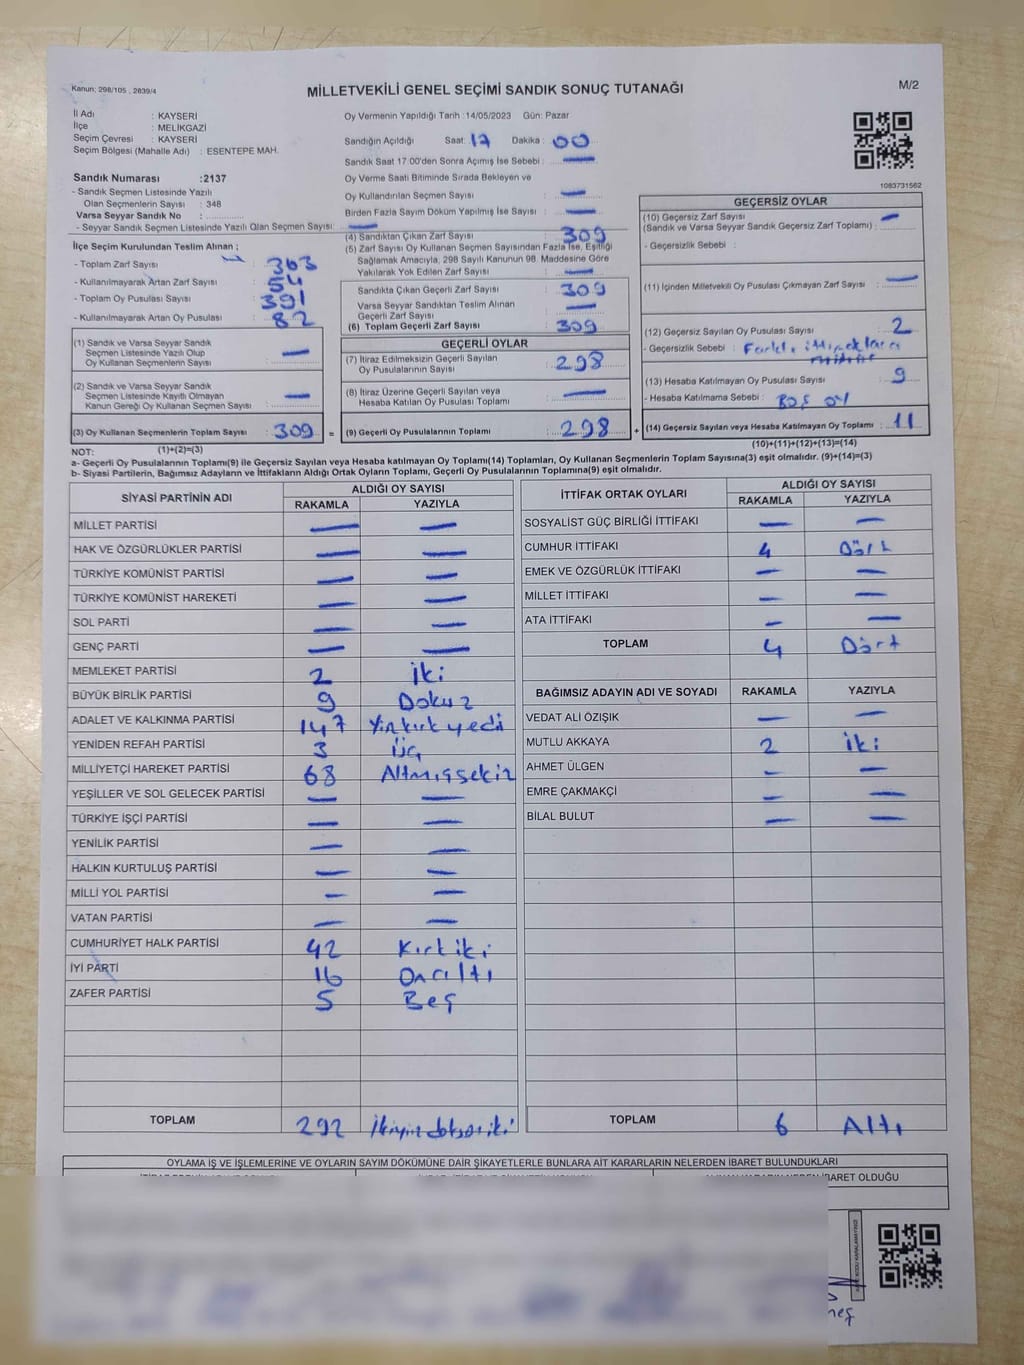 Kanun; 298/105 , 2839/4
MİLLETVEKİLİ GENEL SEÇİMİ SANDIK SONUÇ TUTANAĞI
M/2
İl Adı : KAYSERİ
İlçe : MELİKGAZİ
Seçim Çevresi : KAYSERİ
Seçim Bölgesi (Mahalle Adı) : ESENTEPE MAH.
Sandık Numarası :2137
- Sandık Seçmen Listesinde Yazılı
Olan Seçmenlerin Sayısı : 348
Varsa Seyyar Sandık No :
- Seyyar Sandık Seçmen Listesinde Yazılı Olan Seçmen Sayısı: —
İlçe Seçim Kurulundan Teslim Alınan ;
- Toplam Zarf Sayısı : 363
- Kullanılmayarak Artan Zarf Sayısı : 54
- Toplam Oy Pusulası Sayısı : 391
- Kullanılmayarak Artan Oy Pusulası : 82
(1) Sandık ve Varsa Seyyar Sandık
Seçmen Listesinde Yazılı Olup
Oy Kullanan Seçmenlerin Sayısı : —
(2) Sandık ve Varsa Seyyar Sandık
Seçmen Listesinde Kayıtlı Olmayan
Kanun Gereği Oy Kullanan Seçmen Sayısı : —
(3) Oy Kullanan Seçmenlerin Toplam Sayısı : 309 =
(1)+(2)=(3)
Oy Vermenin Yapıldığı Tarih :14/05/2023 Gün: Pazar
Sandığın Açıldığı Saat: 17 Dakika : 00
Sandık Saat 17.00'den Sonra Açımış İse Sebebi : —
Oy Verme Saati Bitiminde Sırada Bekleyen ve
Oy Kullandırılan Seçmen Sayısı : —
Birden Fazla Sayım Döküm Yapılmış İse Sayısı : —
(4) Sandıktan Çıkan Zarf Sayısı : 309
(5) Zarf Sayısı Oy Kullanan Seçmen Sayısından Fazla İse, Eşitliği
Sağlamak Amacıyla, 298 Sayılı Kanunun 98. Maddesine Göre
Yakılarak Yok Edilen Zarf Sayısı : —
Sandıkta Çıkan Geçerli Zarf Sayısı : 309
Varsa Seyyar Sandıktan Teslim Alınan
Geçerli Zarf Sayısı : —
(6) Toplam Geçerli Zarf Sayısı : 309
GEÇERLİ OYLAR
(7) İtiraz Edilmeksizin Geçerli Sayılan
Oy Pusulasının Sayısı : 298
(8) İtiraz Üzerine Geçerli Sayılan veya
Hesaba Katılan Oy Pusulası Toplamı : —
(9) Geçerli Oy Pusulalarının Toplamı : 298 +
1083731562
GEÇERSİZ OYLAR
(10) Geçersiz Zarf Sayısı : —
(Sandık ve Varsa Seyyar Sandık Geçersiz Zarf Toplamı) :
- Geçersizlik Sebebi :
(11) İçinden Milletvekili Oy Pusulası Çıkmayan Zarf Sayısı : —
(12) Geçersiz Sayılan Oy Pusulası Sayısı : 2
- Geçersizlik Sebebi : Farklı ittifaklara
(13) Hesaba Katılmayan Oy Pusulası Sayısı : 9
- Hesaba Katılmama Sebebi : Boş oy
(14) Geçersiz Sayılan veya Hesaba Katılmayan Oy Toplamı : 11
(10)+(11)+(12)+(13)=(14)
NOT:
a- Geçerli Oy Pusulalarının Toplamı(9) ile Geçersiz Sayılan veya Hesaba katılmayan Oy Toplamı(14) Toplamları, Oy Kullanan Seçmenlerin Toplam Sayısına(3) eşit olmalıdır. (9)+(14)=(3)
b- Siyasi Partilerin, Bağımsız Adayların ve İttifakların Aldığı Ortak Oyların Toplamı, Geçerli Oy Pusulalarının Toplamına(9) eşit olmalıdır.
SİYASİ PARTİNİN ADI ALDIĞI OY SAYISI
RAKAMLA YAZIYLA
MİLLET PARTİSİ — —
HAK VE ÖZGÜRLÜKLER PARTİSİ — —
TÜRKİYE KOMÜNİST PARTİSİ — —
TÜRKİYE KOMÜNİST HAREKETİ — —
SOL PARTİ — —
GENÇ PARTİ — —
MEMLEKET PARTİSİ 2 iki
BÜYÜK BİRLİK PARTİSİ 9 Dokuz
ADALET VE KALKINMA PARTİSİ 147 Yüzkırkyedi
YENİDEN REFAH PARTİSİ 3 üç
MİLLİYETÇİ HAREKET PARTİSİ 68 Altmışsekiz
YEŞİLLER VE SOL GELECEK PARTİSİ — —
TÜRKİYE İŞÇİ PARTİSİ — —
YENİLİK PARTİSİ — —
HALKIN KURTULUŞ PARTİSİ — —
MİLLİ YOL PARTİSİ — —
VATAN PARTİSİ — —
CUMHURİYET HALK PARTİSİ 42 Kırkiki
İYİ PARTİ 16 Onaltı
ZAFER PARTİSİ 5 Beş
TOPLAM 292 ikiyüzdoksaniki
İTTİFAK ORTAK OYLARI ALDIĞI OY SAYISI
RAKAMLA YAZIYLA
SOSYALİST GÜÇ BİRLİĞİ İTTİFAKI — —
CUMHUR İTTİFAKI 4 Dört
EMEK VE ÖZGÜRLÜK İTTİFAKI — —
MİLLET İTTİFAKI — —
ATA İTTİFAKI — —
TOPLAM 4 Dört
BAĞIMSIZ ADAYIN ADI VE SOYADI RAKAMLA YAZIYLA
VEDAT ALİ ÖZIŞIK — —
MUTLU AKKAYA 2 iki
AHMET ÜLGEN — —
EMRE ÇAKMAKÇİ — —
BİLAL BULUT — —
TOPLAM 6 Altı
OYLAMA İŞ VE İŞLEMLERİNE VE OYLARIN SAYIM DÖKÜMÜNE DAİR ŞİKAYETLERLE BUNLARA AİT KARARLARIN NELERDEN İBARET BULUNDUKLARI
İBARET OLDUĞU